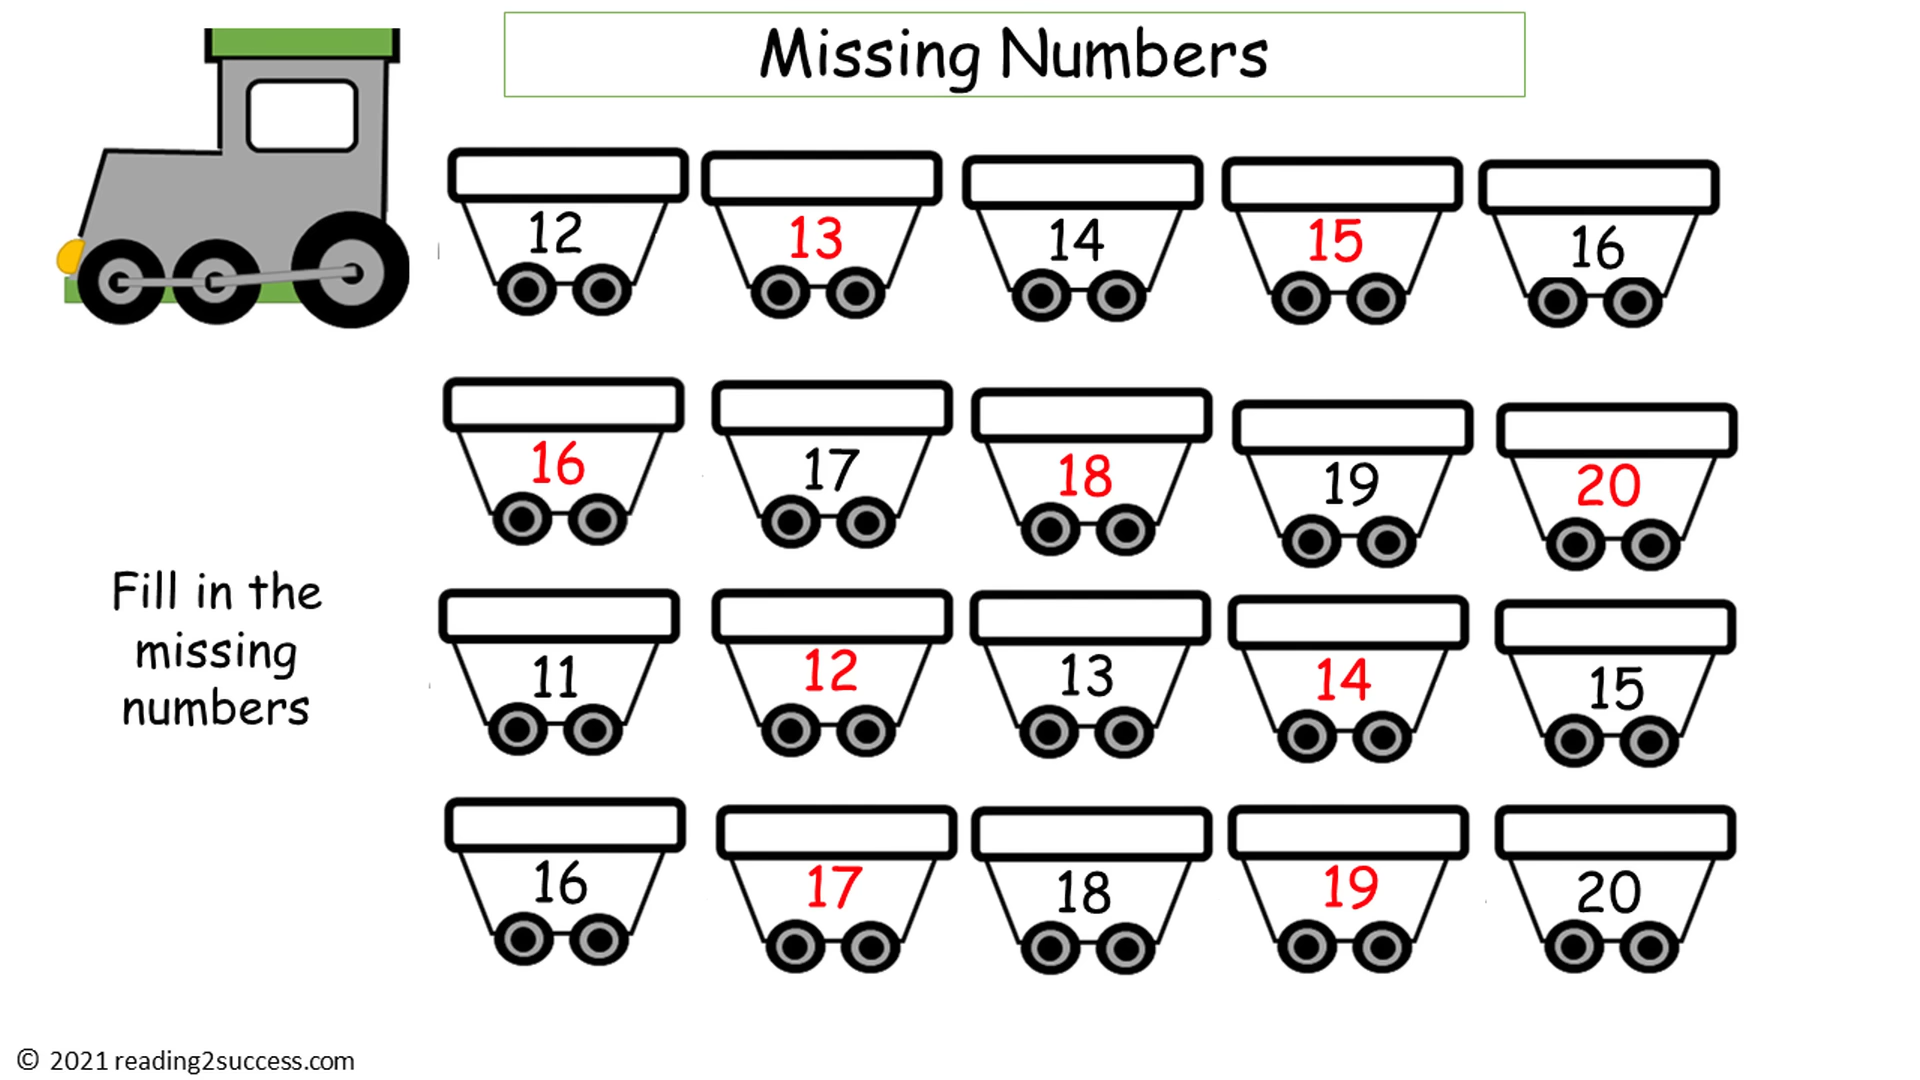 Missing Numbers
12 13 14 15 16
16 17 18 19 20
Fill in the
missing
numbers
11 12 13 14 15
16 17 18 19 20
© 2021 reading2success.com